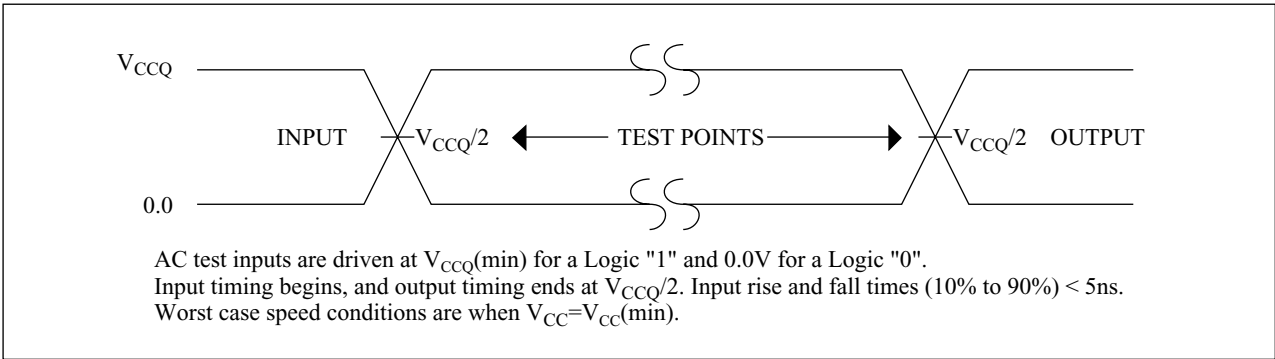 VCCQ
INPUT VCCQ/2 TEST POINTS VCCQ/2 OUTPUT
0.0
AC test inputs are driven at VCCQ(min) for a Logic "1" and 0.0V for a Logic "0".
Input timing begins, and output timing ends at VCCQ/2. Input rise and fall times (10% to 90%) < 5ns.
Worst case speed conditions are when VCC=VCC(min).